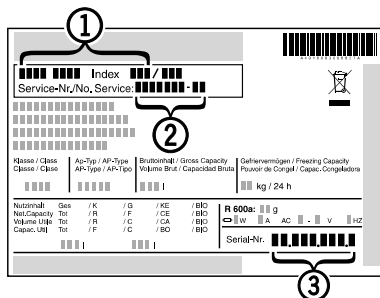 1
A4010003E00027A
Index /
Service-Nr/No. Service: -
2
Klasse / Class
Classe / Clase
Ap-Typ / AP-Type
AP-Type / AP-Tipo
Bruttoinhalt / Gross Capacity
Volume Brut / Capacidad Bruta
l
Gefriervermögen / Freezing Capacity
Pouvoir de Congel / Capac. Congeladora
kg / 24 h
Nutzinhalt Ges / K / G / KE / BIO
Net.Capacity Tot / R / F / CE / BIO
Volume Utile Tot / R / C / CA / BIO
Capac. Util Tot / F / C / BO / BIO
l l
R 600a: g
W A AC - V HZ
Serial-Nr. . . .
3